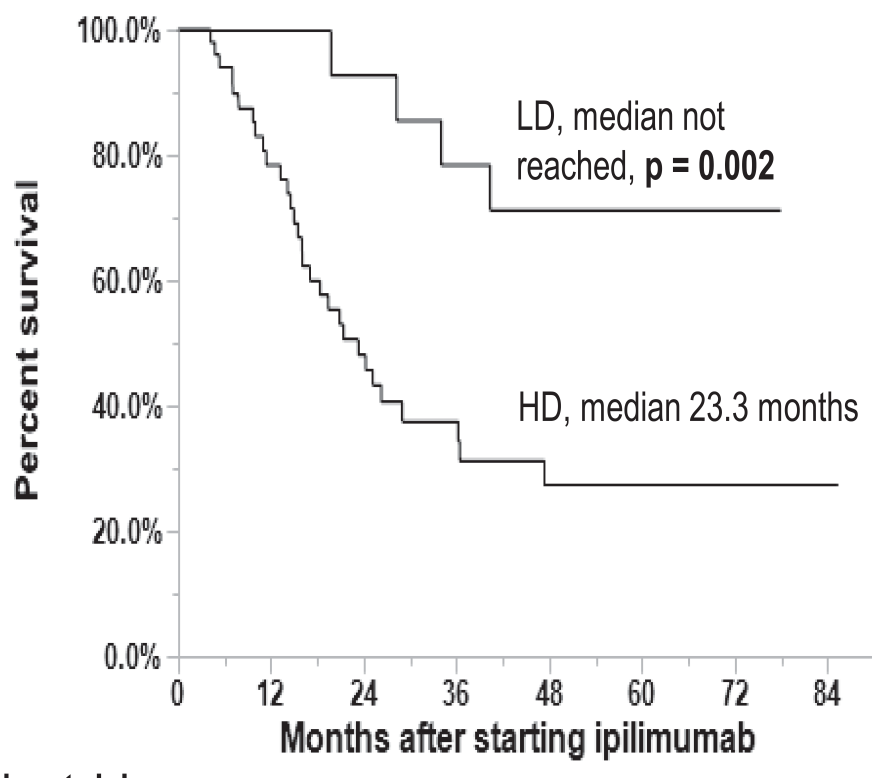 100.0%
80.0%
60.0%
40.0%
20.0%
0.0%
Percent survival
LD, median not
reached, p = 0.002
HD, median 23.3 months
0 12 24 36 48 60 72 84
Months after starting ipilimumab